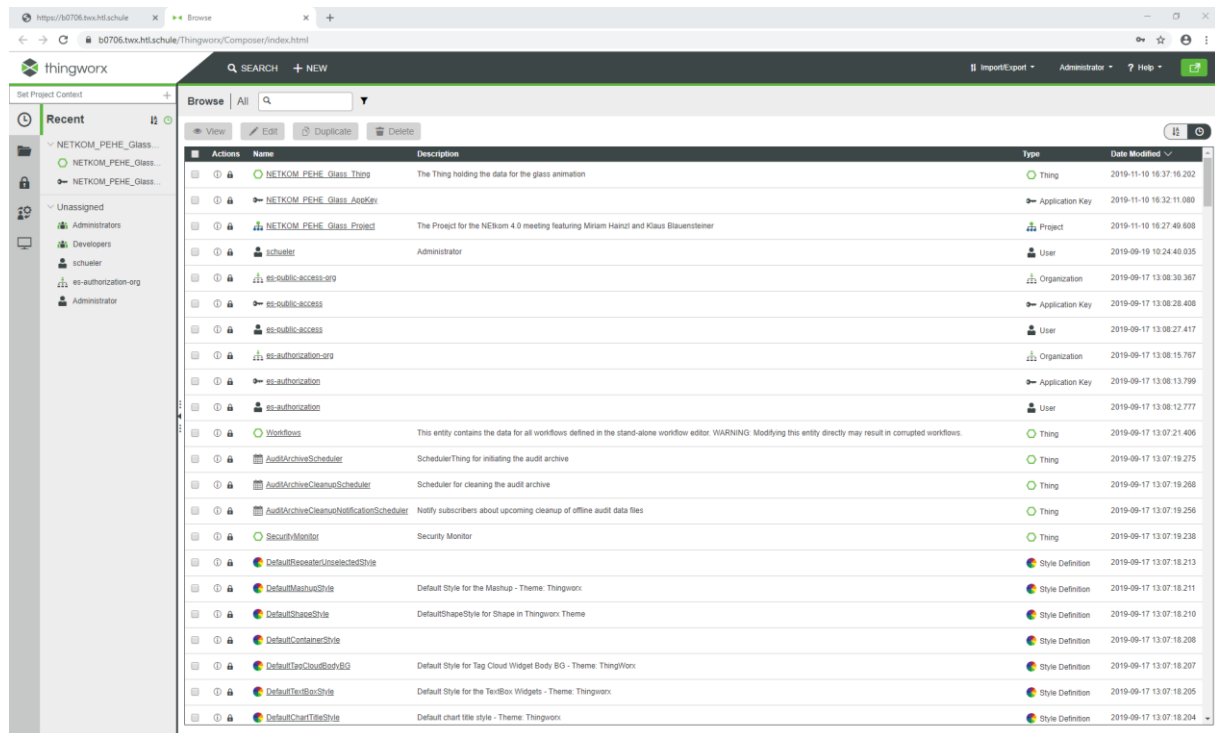 https://b0706.twx.htl.schule Browse
b0706.twx.htl.schule/Thingworx/Composer/index.html
thingworx SEARCH NEW Import/Export Administrator ? Help
Set Project Context
Browse All
Recent
View Edit Duplicate Delete
NETKOM_PEHE_Glass...
NETKOM_PEHE_Glass...
NETKOM_PEHE_Glass...
Unassigned
Administrators
Developers
schueler
es-authorization-org
Administrator
Actions Name Description Type Date Modified
NETKOM_PEHE_Glass_Thing The Thing holding the data for the glass animation Thing 2019-11-10 16:37:16.202
NETKOM_PEHE_Glass_AppKey Application Key 2019-11-10 16:32:11.080
NETKOM_PEHE_Glass_Project The Proejct for the NEtkom 4.0 meeting featuring Miriam Hainzl and Klaus Blauensteiner Project 2019-11-10 16:27:49.608
schueler Administrator User 2019-09-19 10:24:40.035
es-public-access-org Organization 2019-09-17 13:08:30.367
es-public-access Application Key 2019-09-17 13:08:28.408
es-public-access User 2019-09-17 13:08:27.417
es-authorization-org Organization 2019-09-17 13:08:15.767
es-authorization Application Key 2019-09-17 13:08:13.799
es-authorization User 2019-09-17 13:08:12.777
Workflows This entity contains the data for all workflows defined in the stand-alone workflow editor. WARNING: Modifying this entity directly may result in corrupted workflows. Thing 2019-09-17 13:07:21.406
AuditArchiveScheduler SchedulerThing for initiating the audit archive Thing 2019-09-17 13:07:19.275
AuditArchiveCleanupScheduler Scheduler for cleaning the audit archive Thing 2019-09-17 13:07:19.268
AuditArchiveCleanupNotificationScheduler Notify subscribers about upcoming cleanup of offline audit data files Thing 2019-09-17 13:07:19.256
SecurityMonitor Security Monitor Thing 2019-09-17 13:07:19.238
DefaultRepeaterUnselectedStyle Style Definition 2019-09-17 13:07:18.213
DefaultMashupStyle Default Style for the Mashup - Theme: Thingworx Style Definition 2019-09-17 13:07:18.211
DefaultShapeStyle DefaultShapeStyle for Shape in Thingworx Theme Style Definition 2019-09-17 13:07:18.210
DefaultContainerStyle Style Definition 2019-09-17 13:07:18.208
DefaultTagCloudBodyBG Default Style for Tag Cloud Widget Body BG - Theme: ThingWorx Style Definition 2019-09-17 13:07:18.207
DefaultTextBoxStyle Default Style for the TextBox Widgets - Theme: Thingworx Style Definition 2019-09-17 13:07:18.205
DefaultChartTitleStyle Default chart title style - Theme: Thingworx Style Definition 2019-09-17 13:07:18.204